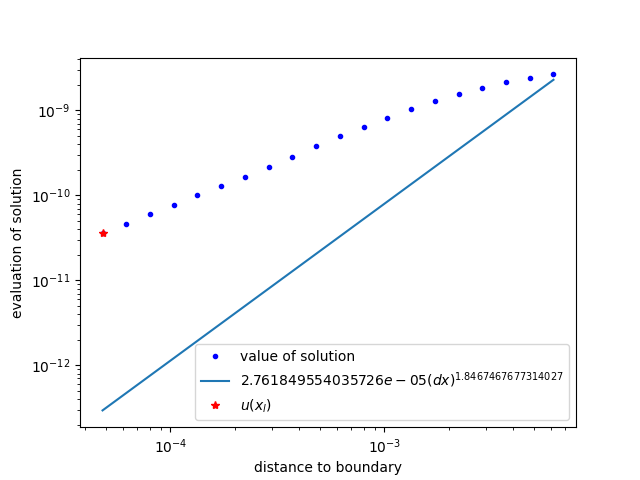 10⁻⁹
10⁻¹⁰
10⁻¹¹
10⁻¹²
evaluation of solution
value of solution
2.761849554035726e − 05(dx)^1.8467467677314027
u(x_l)
10⁻⁴
10⁻³
distance to boundary